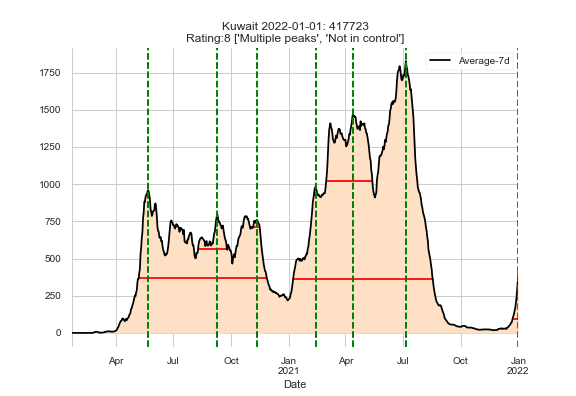 Kuwait 2022-01-01: 417723
Rating:8 ['Multiple peaks', 'Not in control']
Average-7d
1750
1500
1250
1000
750
500
250
0
Apr
Jul
Oct
Jan
2021
Apr
Jul
Oct
Jan
2022
Date